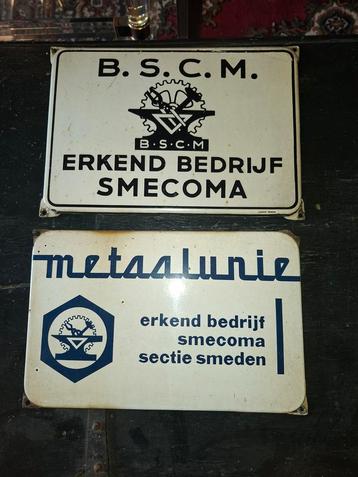 B.S.C.M.
B·S·C·M
ERKEND BEDRIJF
SMECOMA
metaalunie
erkend bedrijf
smecoma
sectie smeden